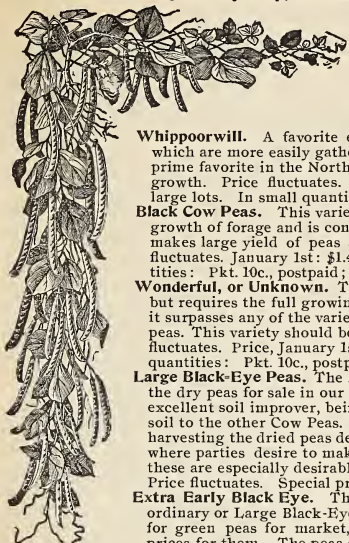 Whippoorwill. A favorite e
which are more easily gathe
prime favorite in the North
growth. Price fluctuates.
large lots. In small quanti
Black Cow Peas. This varie
growth of forage and is con
makes large yield of peas
fluctuates. January 1st: $1.4
tities: Pkt. 10c., postpaid;
Wonderful, or Unknown. T
but requires the full growin
it surpasses any of the varie
peas. This variety should be
fluctuates. Price, January 1
quantities: Pkt. 10c., postp
Large Black=Eye Peas. The
the dry peas for sale in our
excellent soil improver, bein
soil to the other Cow Peas.
harvesting the dried peas de
where parties desire to mak
these are especially desirabl
Price fluctuates. Special pr
Extra Early Black Eye. Th
ordinary or Large Black-Ey
for green peas for market,
prices for them. The peas